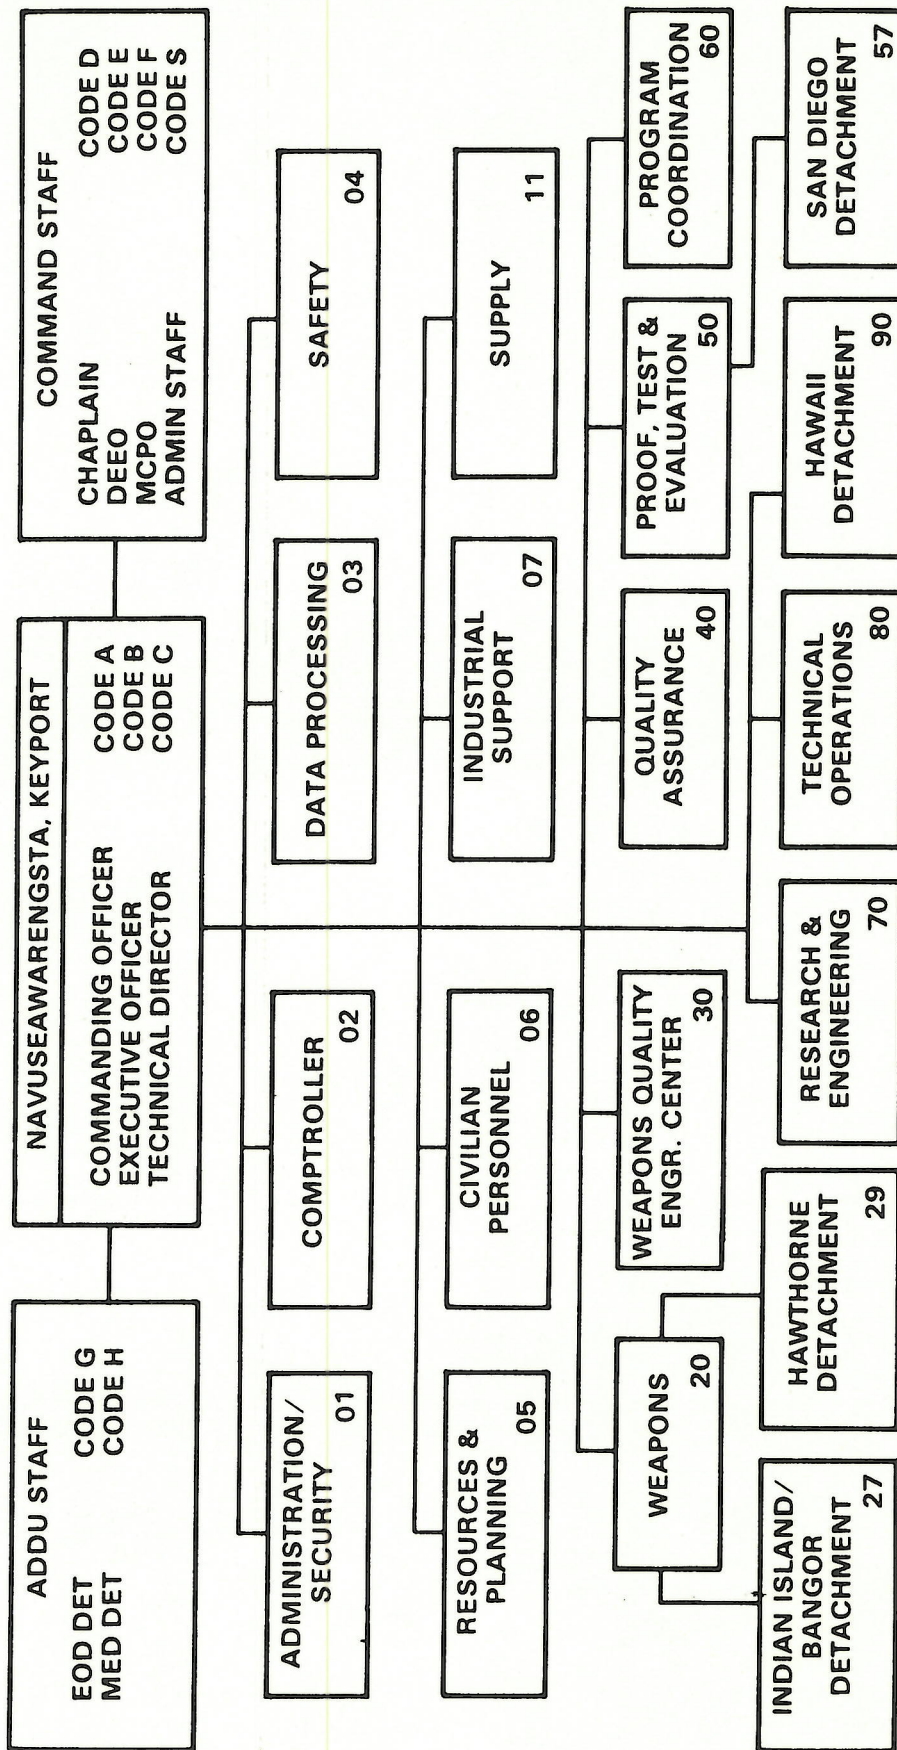 ADDU STAFF
EOD DET CODE G
MED DET CODE H
NAVUSEAWARENGSTA, KEYPORT
COMMANDING OFFICER CODE A
EXECUTIVE OFFICER CODE B
TECHNICAL DIRECTOR CODE C
COMMAND STAFF
CHAPLAIN CODE D
DEEO CODE E
MCPO CODE F
ADMIN STAFF CODE S
ADMINISTRATION/
SECURITY
01
COMPTROLLER
02
DATA PROCESSING
03
SAFETY
04
RESOURCES &
PLANNING
05
CIVILIAN
PERSONNEL
06
INDUSTRIAL
SUPPORT
07
SUPPLY
11
WEAPONS
20
WEAPONS QUALITY
ENGR. CENTER
30
QUALITY
ASSURANCE
40
PROOF, TEST &
EVALUATION
50
PROGRAM
COORDINATION
60
INDIAN ISLAND/
BANGOR
DETACHMENT
27
HAWTHORNE
DETACHMENT
29
RESEARCH &
ENGINEERING
70
TECHNICAL
OPERATIONS
80
HAWAII
DETACHMENT
90
SAN DIEGO
DETACHMENT
57